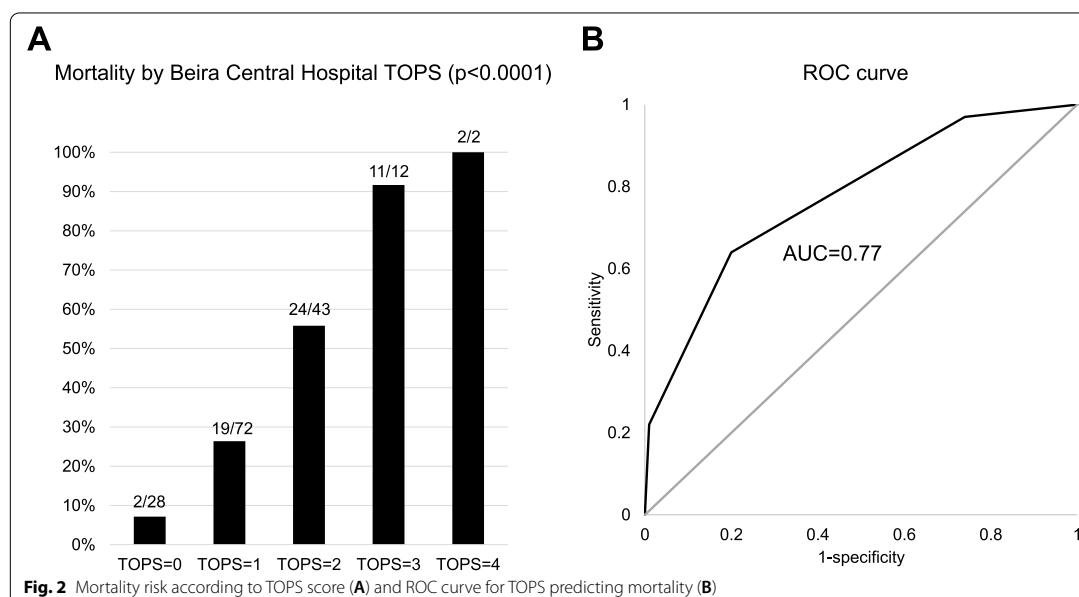 A
Mortality by Beira Central Hospital TOPS (p<0.0001)
100%
90%
80%
70%
60%
50%
40%
30%
20%
10%
0%
2/28
19/72
24/43
11/12
2/2
TOPS=0 TOPS=1 TOPS=2 TOPS=3 TOPS=4
B
ROC curve
Sensitivity
1
0.8
0.6
0.4
0.2
0
AUC=0.77
0 0.2 0.4 0.6 0.8 1
1-specificity
Fig. 2 Mortality risk according to TOPS score (A) and ROC curve for TOPS predicting mortality (B)